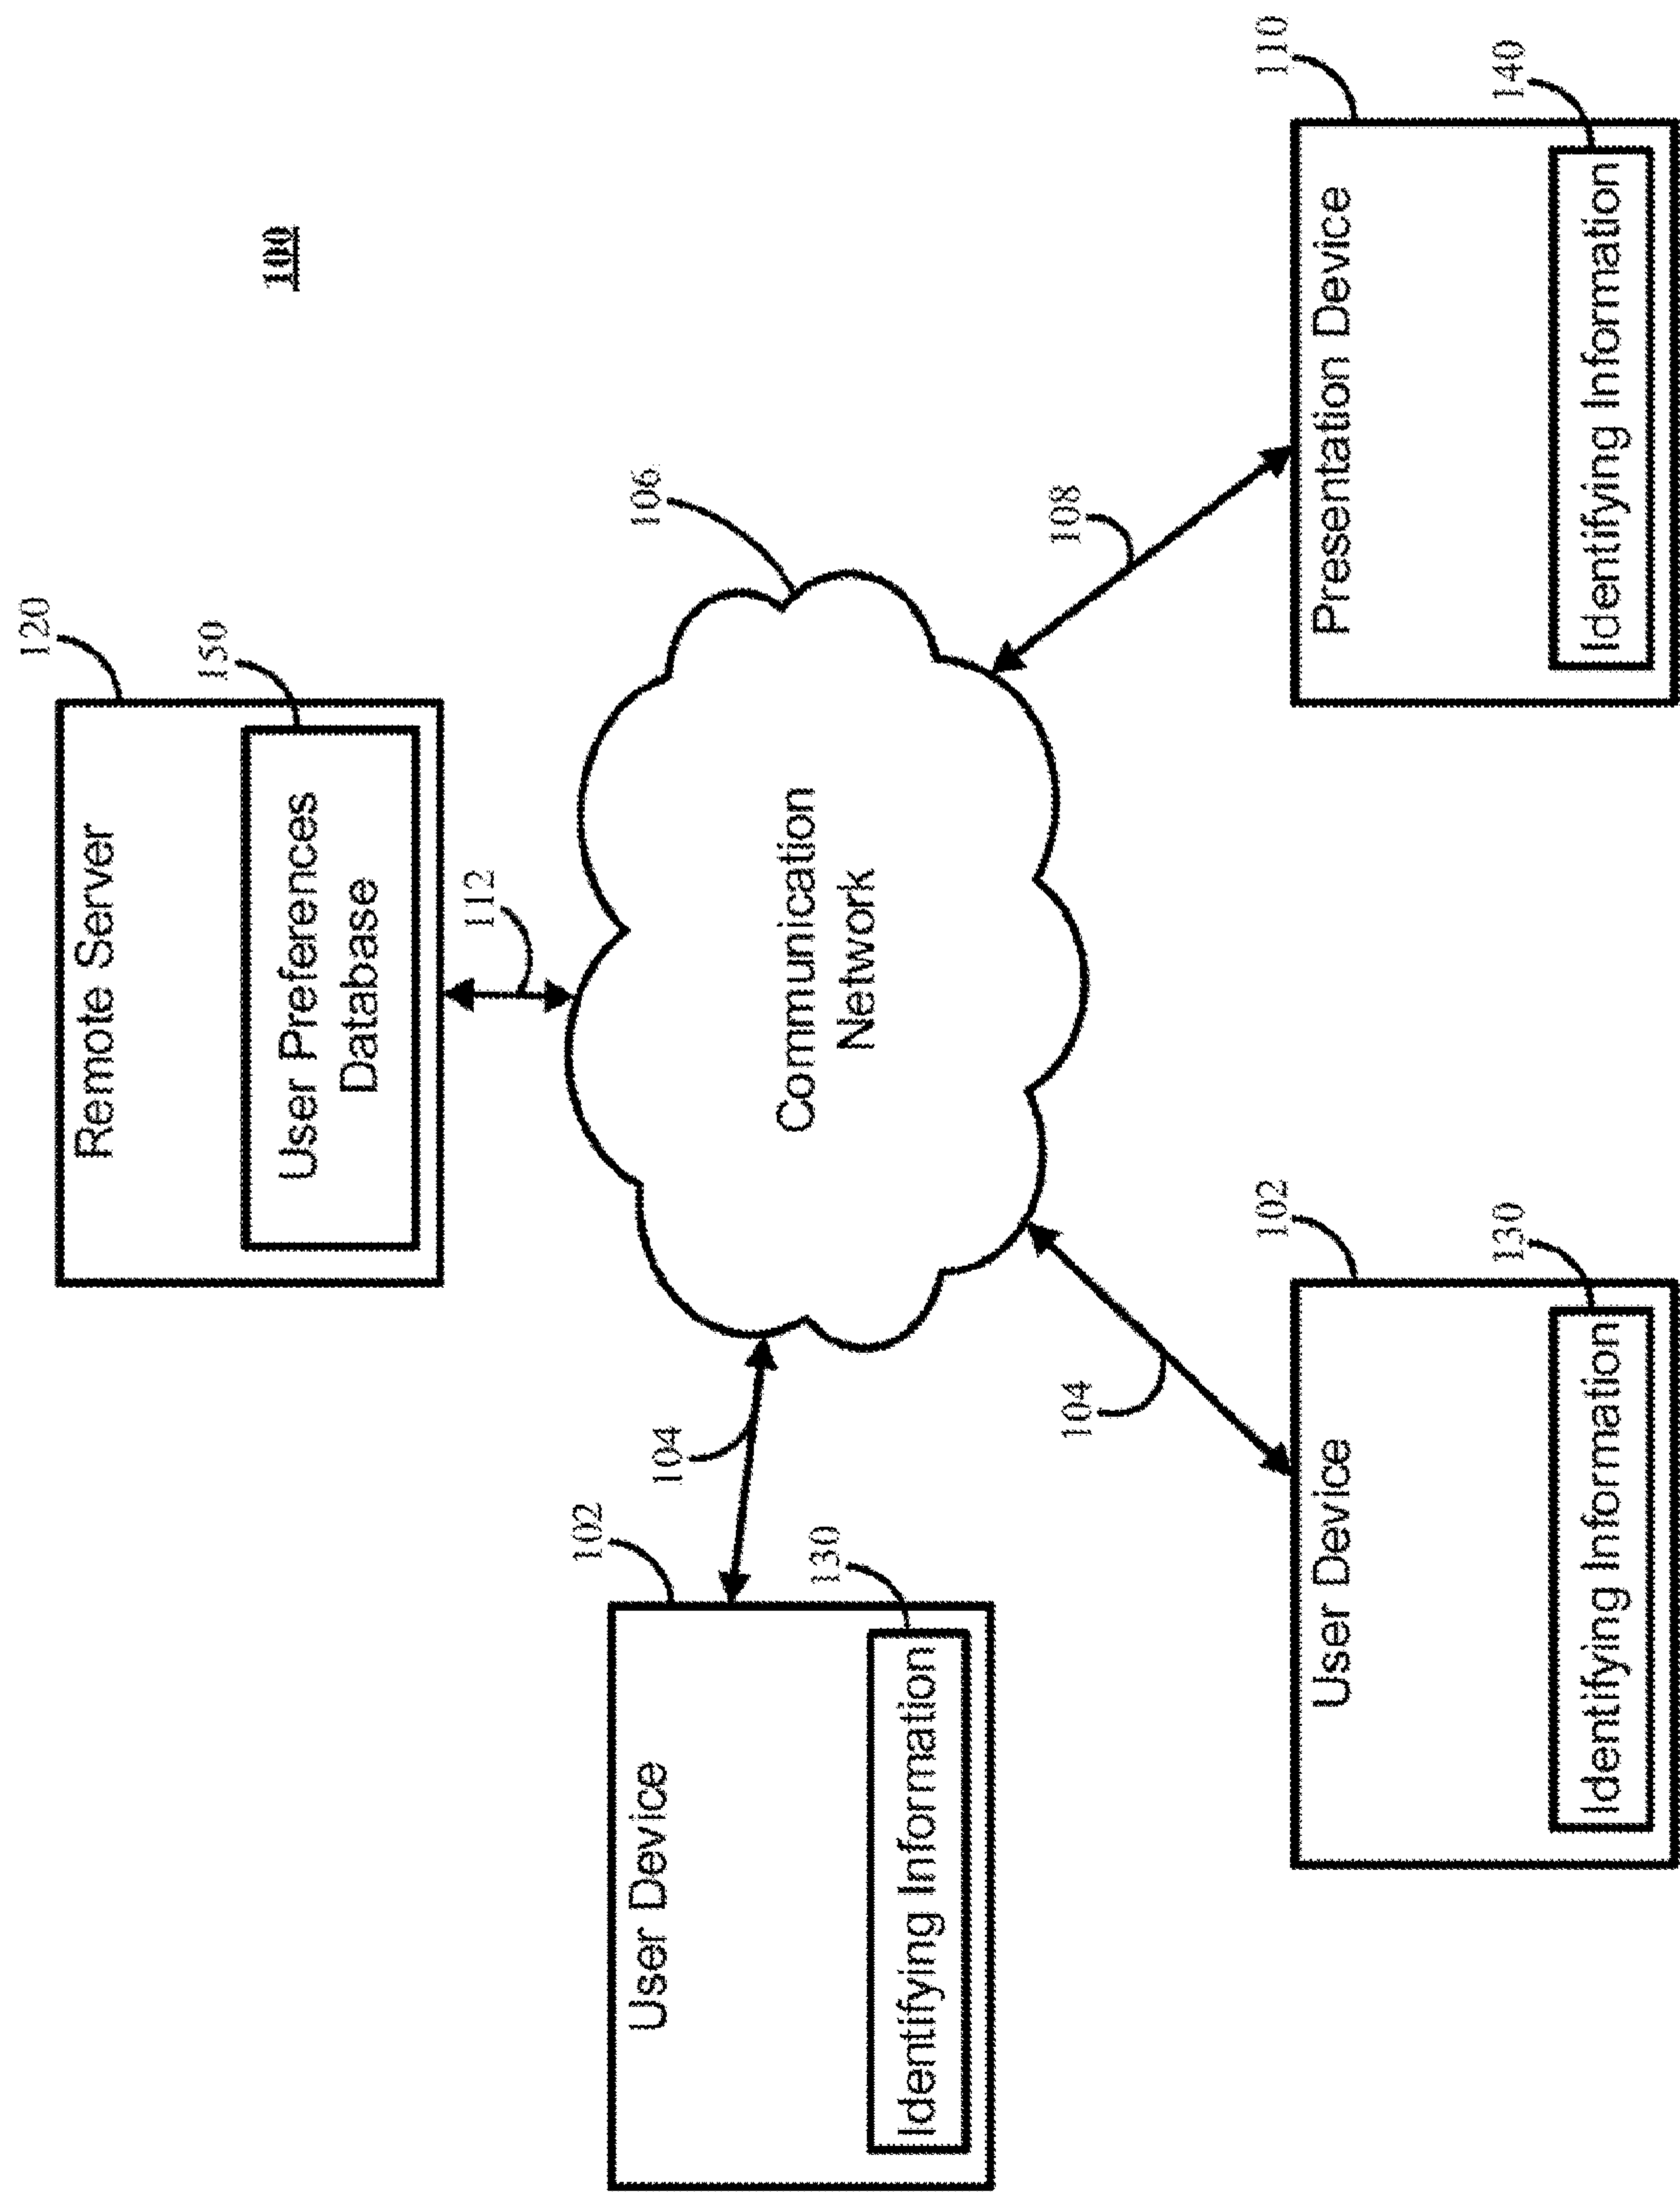 100
120
Remote Server
150
User Preferences
Database
112
106
Communication
Network
104
102
User Device
130
Identifying Information
104
102
User Device
130
Identifying Information
108
110
Presentation Device
140
Identifying Information